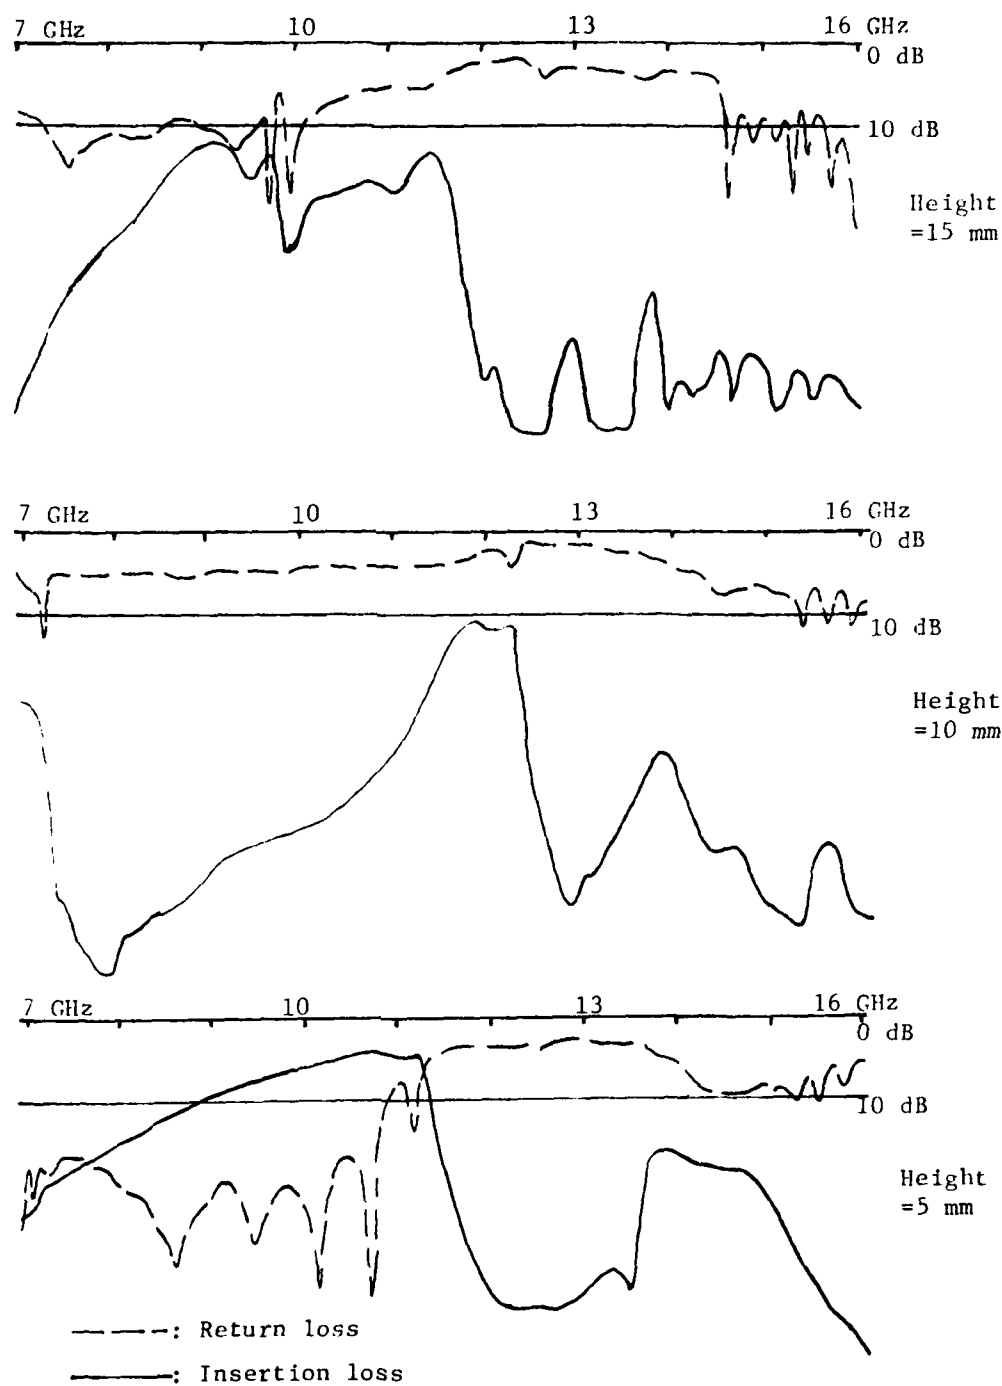 7 GHz 10 13 16 GHz
0 dB
10 dB
Height
=15 mm
7 GHz 10 13 16 GHz
0 dB
10 dB
Height
=10 mm
7 GHz 10 13 16 GHz
0 dB
10 dB
Height
=5 mm
: Return loss
: Insertion loss